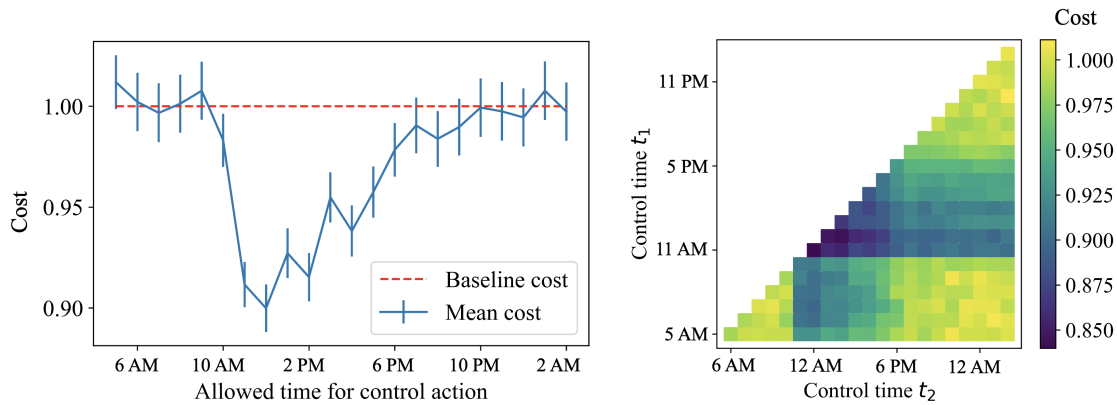 1.00
0.95
0.90
Cost
6 AM
10 AM
2 PM
6 PM
10 PM
2 AM
Allowed time for control action
Baseline cost
Mean cost
Cost
11 PM
5 PM
11 AM
5 AM
Control time t₁
6 AM
12 AM
6 PM
12 AM
Control time t₂
1.000
0.975
0.950
0.925
0.900
0.875
0.850